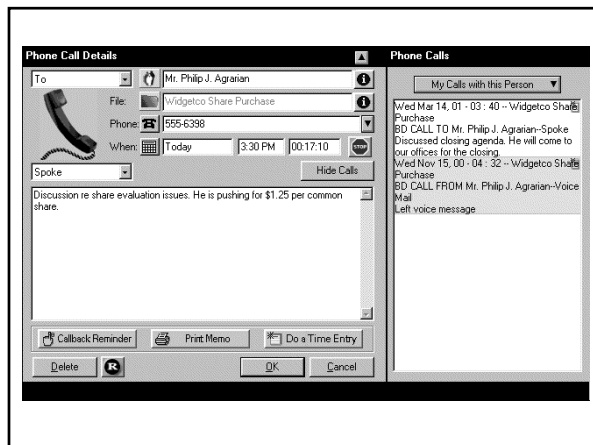 Phone Call Details
To
Mr. Philip J. Agrarian
File:
Widgetco Share Purchase
Phone:
555-6398
When:
Today
3:30 PM
00:17:10
STOP
Spoke
Hide Calls
Discussion re share evaluation issues. He is pushing for $1.25 per common
share.
Callback Reminder
Print Memo
Do a Time Entry
Delete
R
OK
Cancel
Phone Calls
My Calls with this Person
Wed Mar 14, 01 - 03 : 40 -- Widgetco Share
Purchase
BD CALL TO Mr. Philip J. Agrarian--Spoke
Discussed closing agenda. He will come to
our offices for the closing.
Wed Nov 15, 00 - 04 : 32 -- Widgetco Share
Purchase
BD CALL FROM Mr. Philip J. Agrarian--Voice
Mail
Left voice message